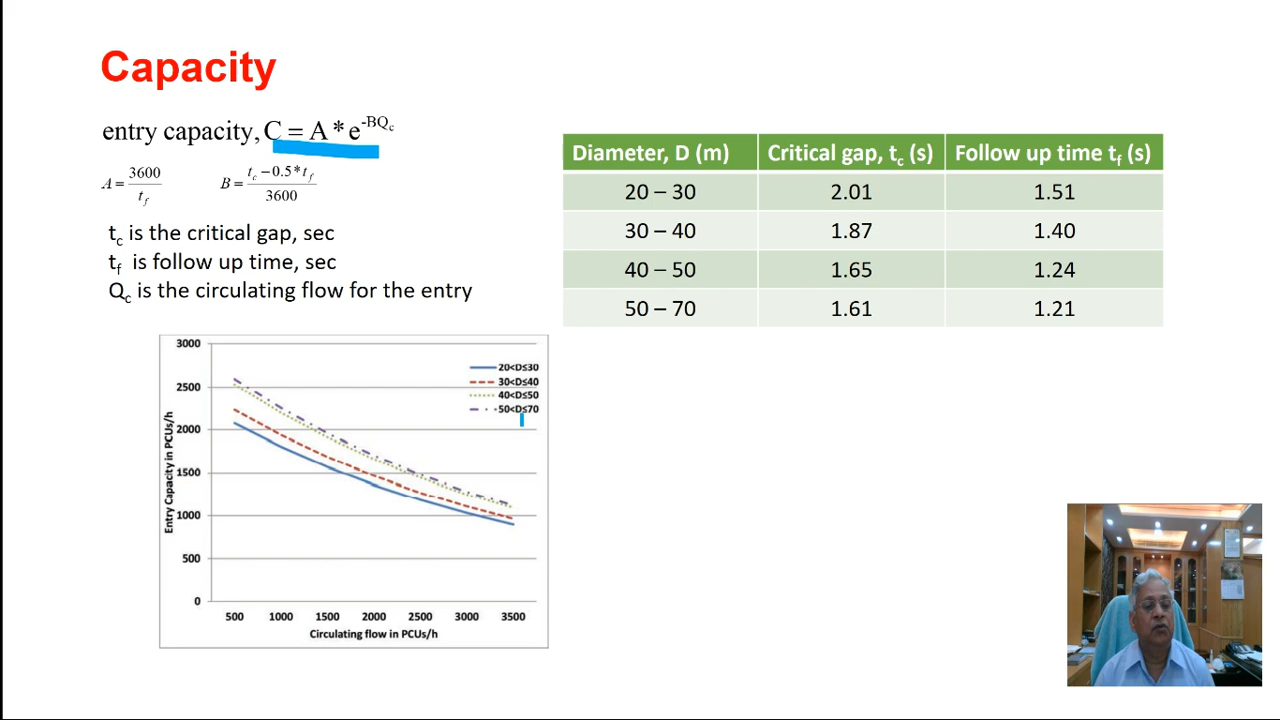 Capacity
entry capacity, C = A * e^-BQc
A = 3600 / tf
B = tc − 0.5 * tf / 3600
tc is the critical gap, sec
tf is follow up time, sec
Qc is the circulating flow for the entry
Diameter, D (m) Critical gap, tc (s) Follow up time tf (s)
20 – 30 2.01 1.51
30 – 40 1.87 1.40
40 – 50 1.65 1.24
50 – 70 1.61 1.21
Entry Capacity in PCUs/h
3000
2500
2000
1500
1000
500
0
20<D≤30
30<D≤40
40<D≤50
50<D≤70
500 1000 1500 2000 2500 3000 3500
Circulating flow in PCUs/h